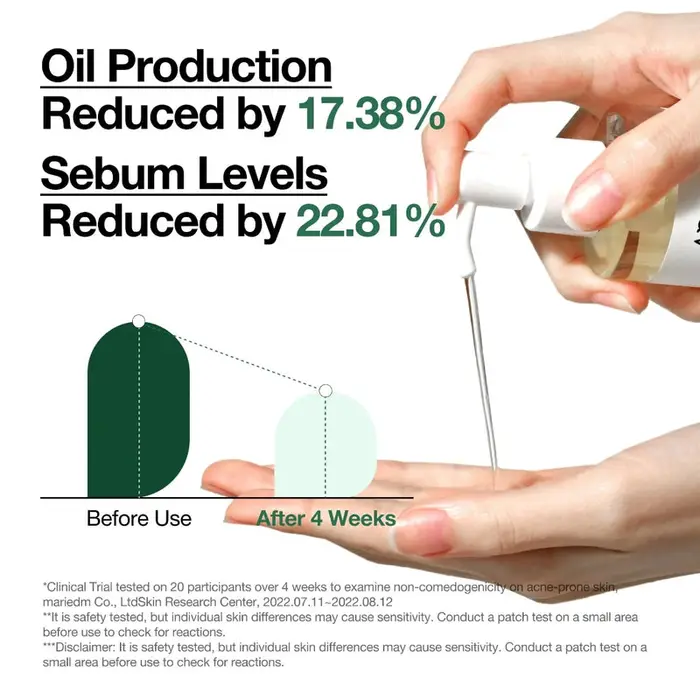 Oil Production
Reduced by 17.38%
Sebum Levels
Reduced by 22.81%
Before Use
After 4 Weeks
*Clinical Trial tested on 20 participants over 4 weeks to examine non-comedogenicity on acne-prone skin,
mariedm Co., LtdSkin Research Center, 2022.07.11~2022.08.12
**It is safety tested, but individual skin differences may cause sensitivity. Conduct a patch test on a small area
before use to check for reactions.
***Disclaimer: It is safety tested, but individual skin differences may cause sensitivity. Conduct a patch test on a
small area before use to check for reactions.